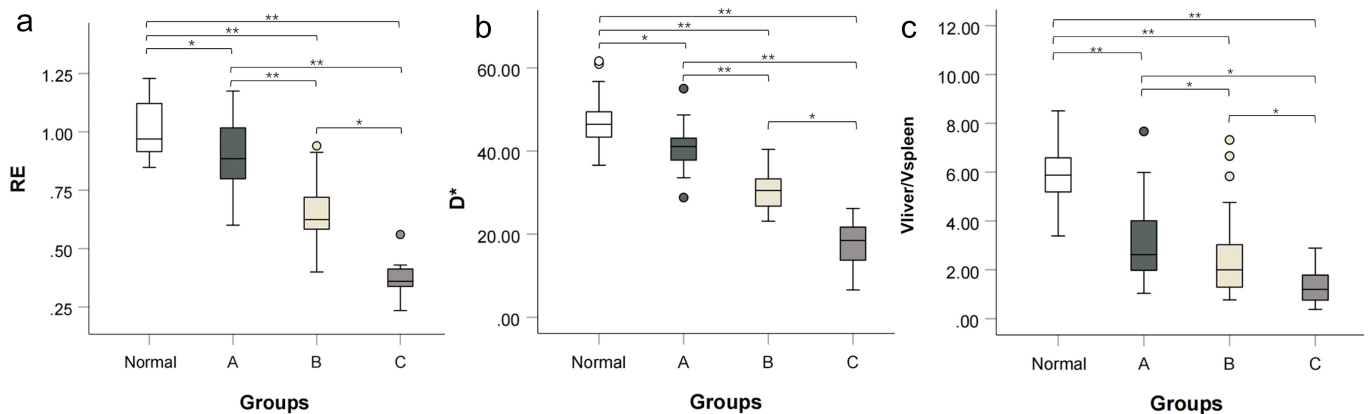 a
**
**
*
**
**
*
RE
1.25
1.00
.75
.50
.25
Normal A B C
Groups
b
**
**
*
**
**
*
D*
60.00
40.00
20.00
.00
Normal A B C
Groups
c
**
**
**
*
*
*
Vliver/Vspleen
12.00
10.00
8.00
6.00
4.00
2.00
.00
Normal A B C
Groups